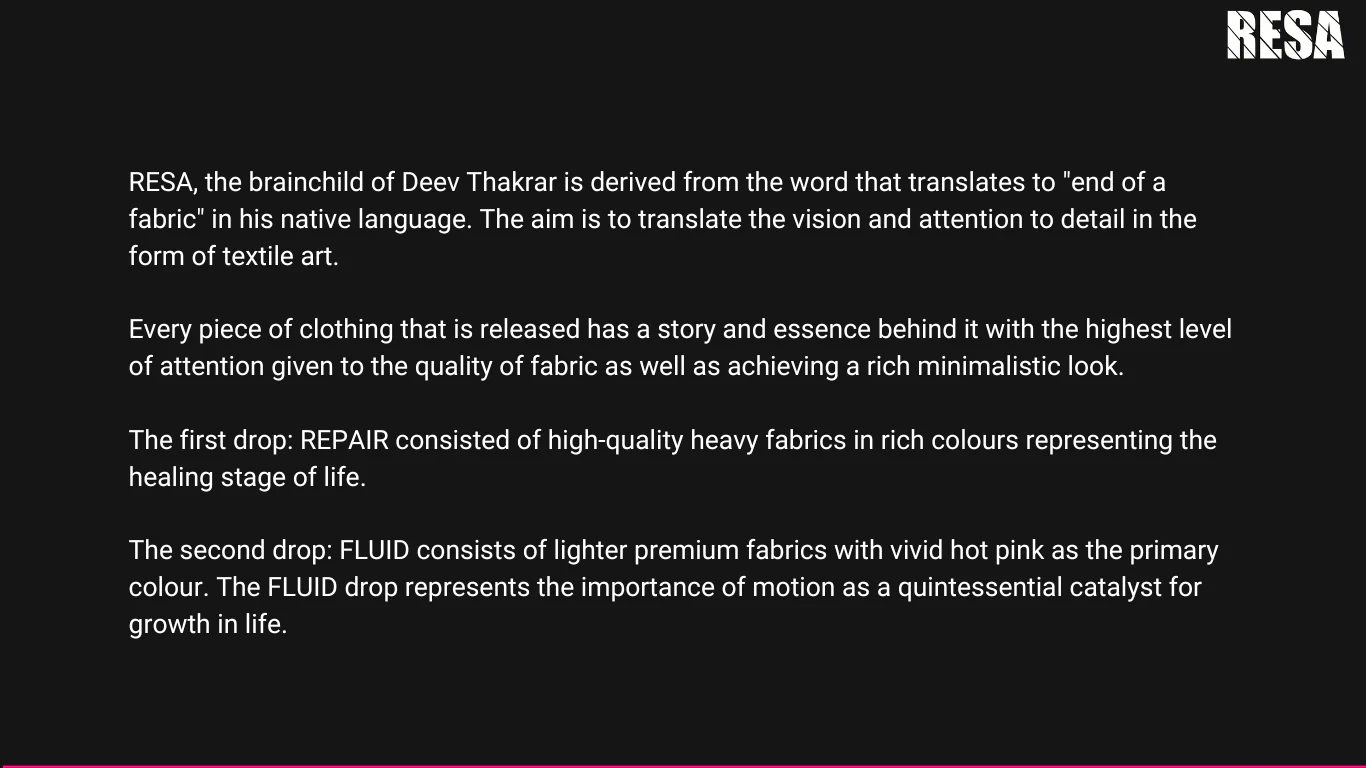 RESA
RESA, the brainchild of Deev Thakrar is derived from the word that translates to "end of a
fabric" in his native language. The aim is to translate the vision and attention to detail in the
form of textile art.
Every piece of clothing that is released has a story and essence behind it with the highest level
of attention given to the quality of fabric as well as achieving a rich minimalistic look.
The first drop: REPAIR consisted of high-quality heavy fabrics in rich colours representing the
healing stage of life.
The second drop: FLUID consists of lighter premium fabrics with vivid hot pink as the primary
colour. The FLUID drop represents the importance of motion as a quintessential catalyst for
growth in life.